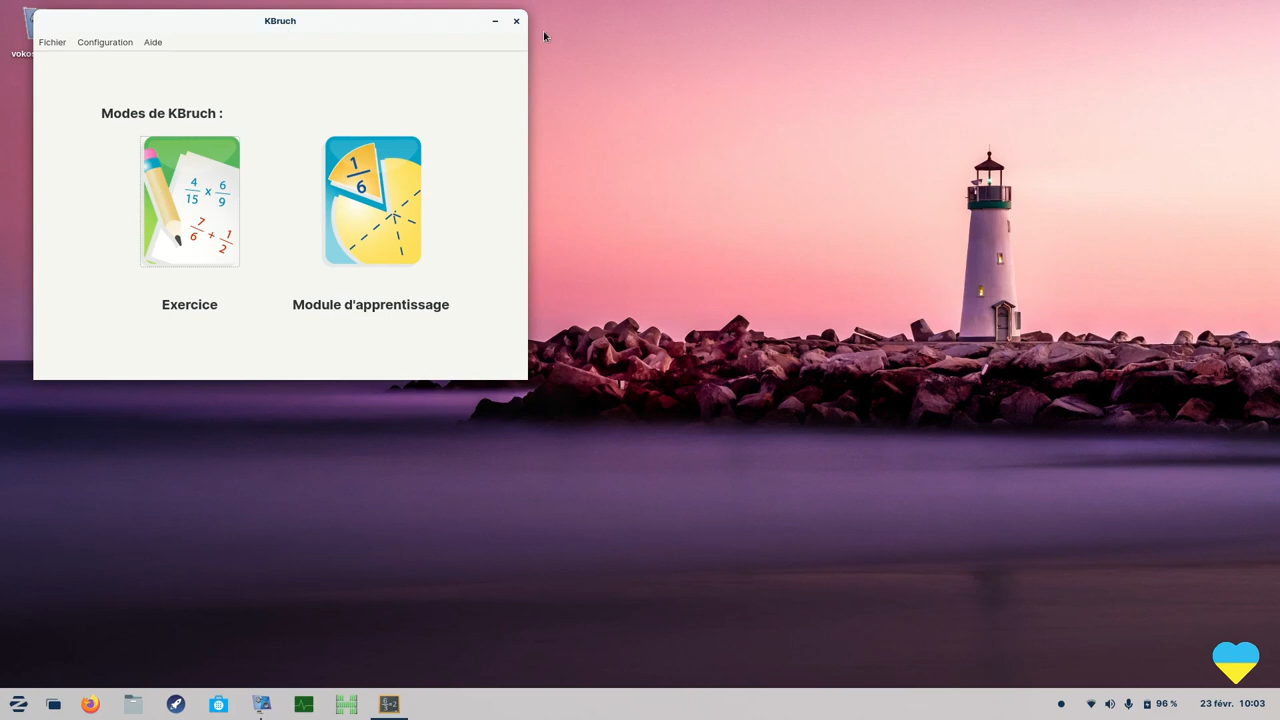 KBruch
voko
Fichier Configuration Aide
Modes de KBruch :
4/15 x 6/9
7/6 + 1/2
1/6
Exercice
Module d'apprentissage
96 % 23 févr. 10:03